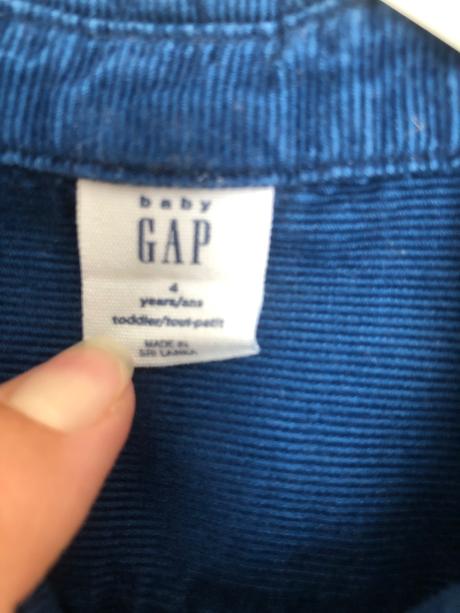 baby
GAP
4
years/ans
toddler/tout-petit
MADE IN
SRI LANKA